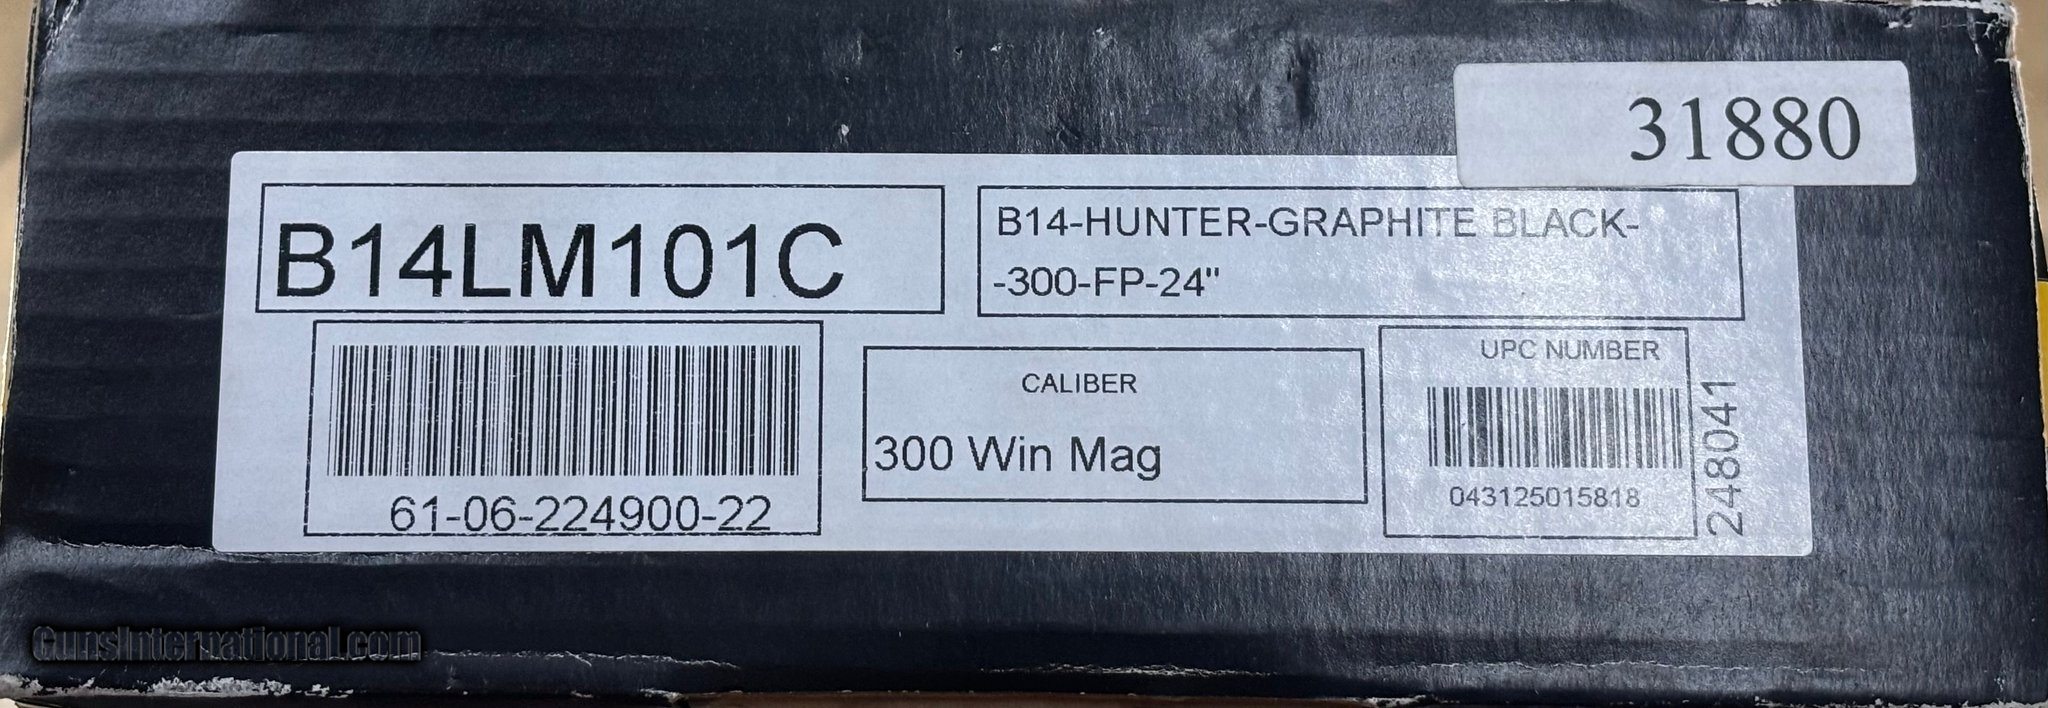 31880
B14LM101C
B14-HUNTER-GRAPHITE BLACK-
-300-FP-24"
61-06-224900-22
CALIBER
300 Win Mag
UPC NUMBER
043125015818
248041
GunsInternational.com